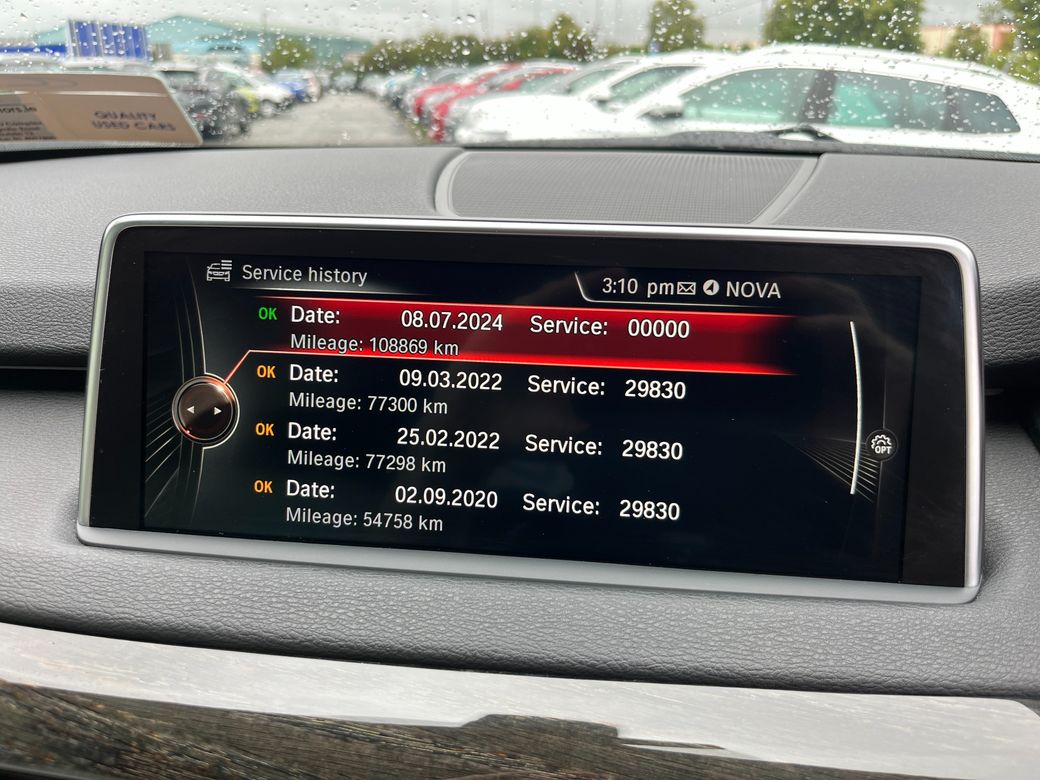 QUALITY
USED CARS
Service history
3:10 pm NOVA
OK Date: 08.07.2024 Service: 00000
Mileage: 108869 km
OK Date: 09.03.2022 Service: 29830
Mileage: 77300 km
OK Date: 25.02.2022 Service: 29830
Mileage: 77298 km
OK Date: 02.09.2020 Service: 29830
Mileage: 54758 km
OPT